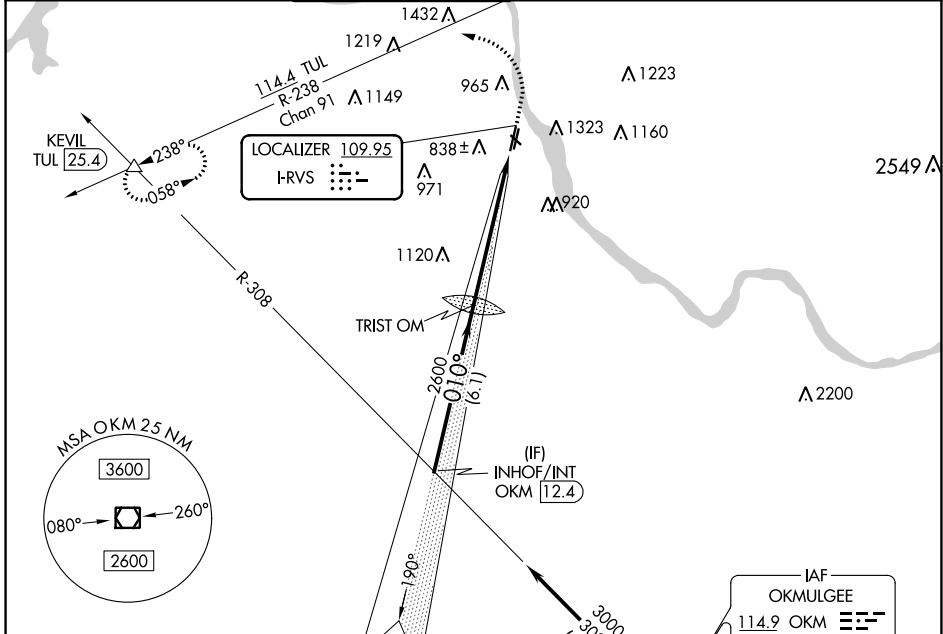 1432
1219
114.4 TUL
R-238
Chan 91
965
1223
1149
KEVIL
TUL 25.4
238°
058°
LOCALIZER 109.95
I-RVS
838±
971
1323
1160
2549
920
1120
R-308
TRIST OM
2600
010°
(6.1)
2200
MSA OKM 25 NM
3600
080°
260°
2600
(IF)
INHOF/INT
OKM 12.4
190°
3000
IAF
OKMULGEE
114.9 OKM